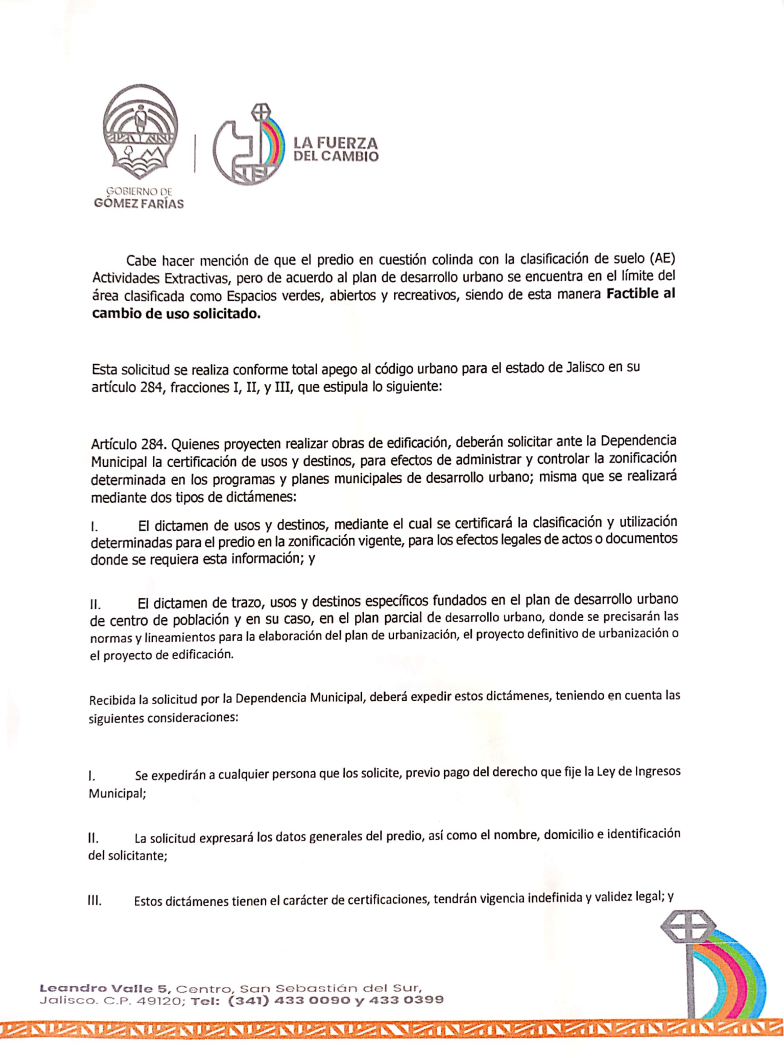 LA FUERZA
DEL CAMBIO
GOBIERNO DE
GÓMEZ FARÍAS
Cabe hacer mención de que el predio en cuestión colinda con la clasificación de suelo (AE)
Actividades Extractivas, pero de acuerdo al plan de desarrollo urbano se encuentra en el límite del
área clasificada como Espacios verdes, abiertos y recreativos, siendo de esta manera Factible al
cambio de uso solicitado.
Esta solicitud se realiza conforme total apego al código urbano para el estado de Jalisco en su
artículo 284, fracciones I, II, y III, que estipula lo siguiente:
Artículo 284. Quienes proyecten realizar obras de edificación, deberán solicitar ante la Dependencia
Municipal la certificación de usos y destinos, para efectos de administrar y controlar la zonificación
determinada en los programas y planes municipales de desarrollo urbano; misma que se realizará
mediante dos tipos de dictámenes:
I. El dictamen de usos y destinos, mediante el cual se certificará la clasificación y utilización
determinadas para el predio en la zonificación vigente, para los efectos legales de actos o documentos
donde se requiera esta información; y
II. El dictamen de trazo, usos y destinos específicos fundados en el plan de desarrollo urbano
de centro de población y en su caso, en el plan parcial de desarrollo urbano, donde se precisarán las
normas y lineamientos para la elaboración del plan de urbanización, el proyecto definitivo de urbanización o
el proyecto de edificación.
Recibida la solicitud por la Dependencia Municipal, deberá expedir estos dictámenes, teniendo en cuenta las
siguientes consideraciones:
I. Se expedirán a cualquier persona que los solicite, previo pago del derecho que fije la Ley de Ingresos
Municipal;
II. La solicitud expresará los datos generales del predio, así como el nombre, domicilio e identificación
del solicitante;
III. Estos dictámenes tienen el carácter de certificaciones, tendrán vigencia indefinida y validez legal; y
Leandro Valle 5, Centro, San Sebastián del Sur,
Jalisco. C.P. 49120; Tel: (341) 433 0090 y 433 0399